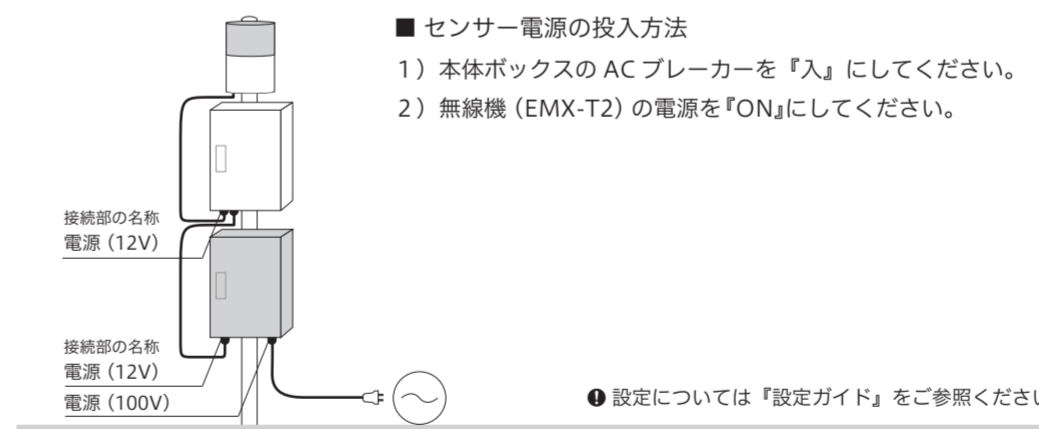 ■ センサー電源の投入方法
1）本体ボックスの AC ブレーカーを『入』にしてください。
2）無線機（EMX-T2）の電源を『ON』にしてください。
接続部の名称
電源（12V）
接続部の名称
電源（12V）
電源（100V）
❶ 設定については『設定ガイド』をご参照くださ